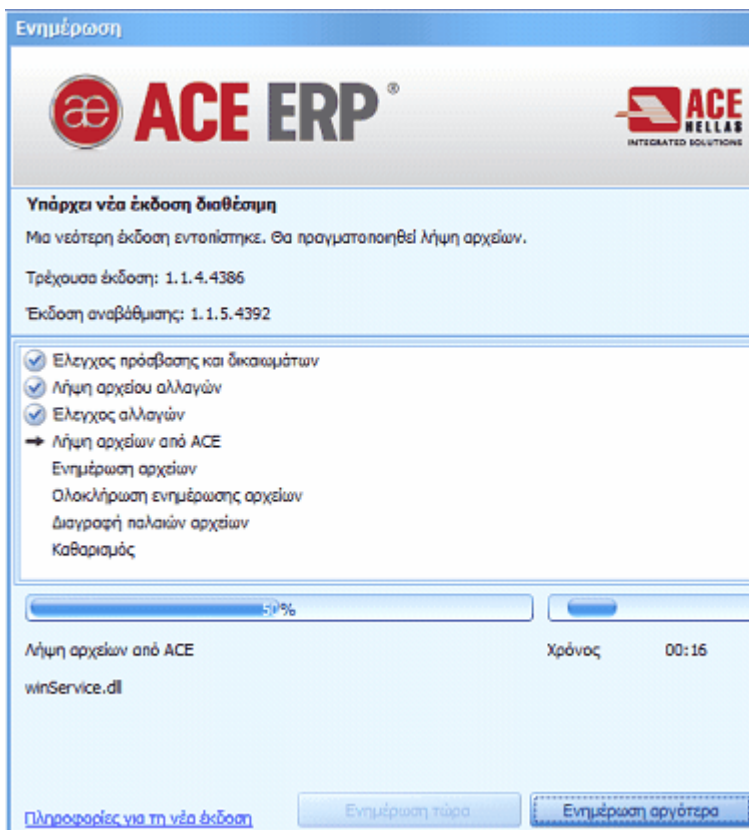 Ενημέρωση
æ ACE ERP®
ACE
HELLAS
INTEGRATED SOLUTIONS
Υπάρχει νέα έκδοση διαθέσιμη
Μια νεότερη έκδοση εντοπίστηκε. Θα πραγματοποιηθεί λήψη αρχείων.
Τρέχουσα έκδοση: 1.1.4.4386
Έκδοση αναβάθμισης: 1.1.5.4392
Έλεγχος πρόσβασης και δικαιωμάτων
Λήψη αρχείου αλλαγών
Έλεγχος αλλαγών
Λήψη αρχείων από ACE
Ενημέρωση αρχείων
Ολοκλήρωση ενημέρωσης αρχείων
Διαγραφή παλαιών αρχείων
Καθαρισμός
50%
Λήψη αρχείων από ACE Χρόνος 00:16
winService.dll
Πληροφορίες για τη νέα έκδοση Ενημέρωση τώρα Ενημέρωση αργότερα